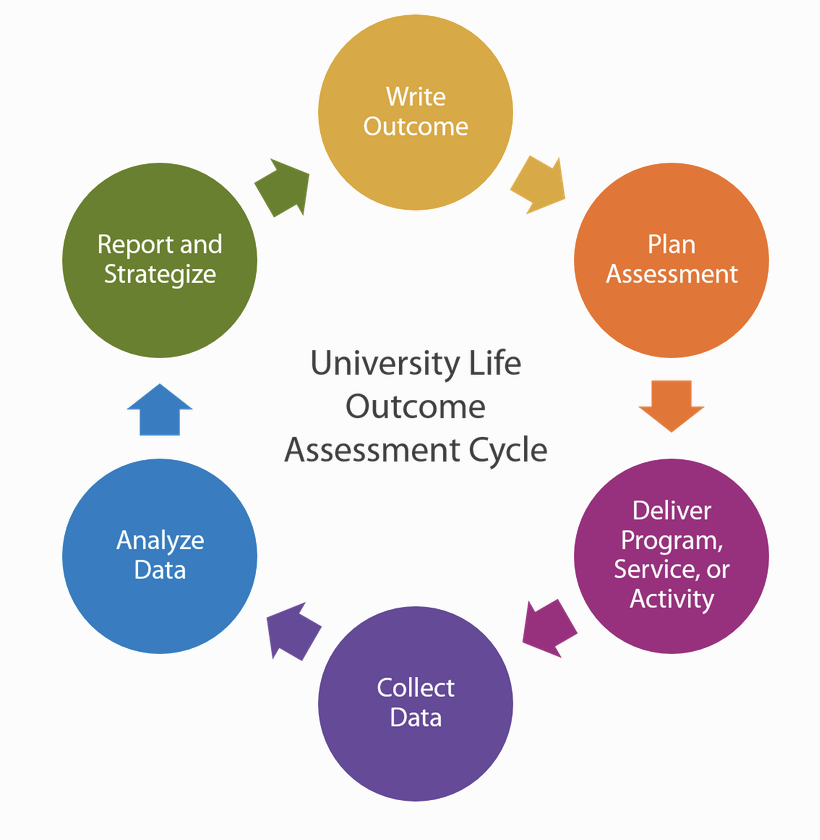 Write
Outcome
Plan
Assessment
Deliver
Program,
Service, or
Activity
Collect
Data
Analyze
Data
Report and
Strategize
University Life
Outcome
Assessment Cycle